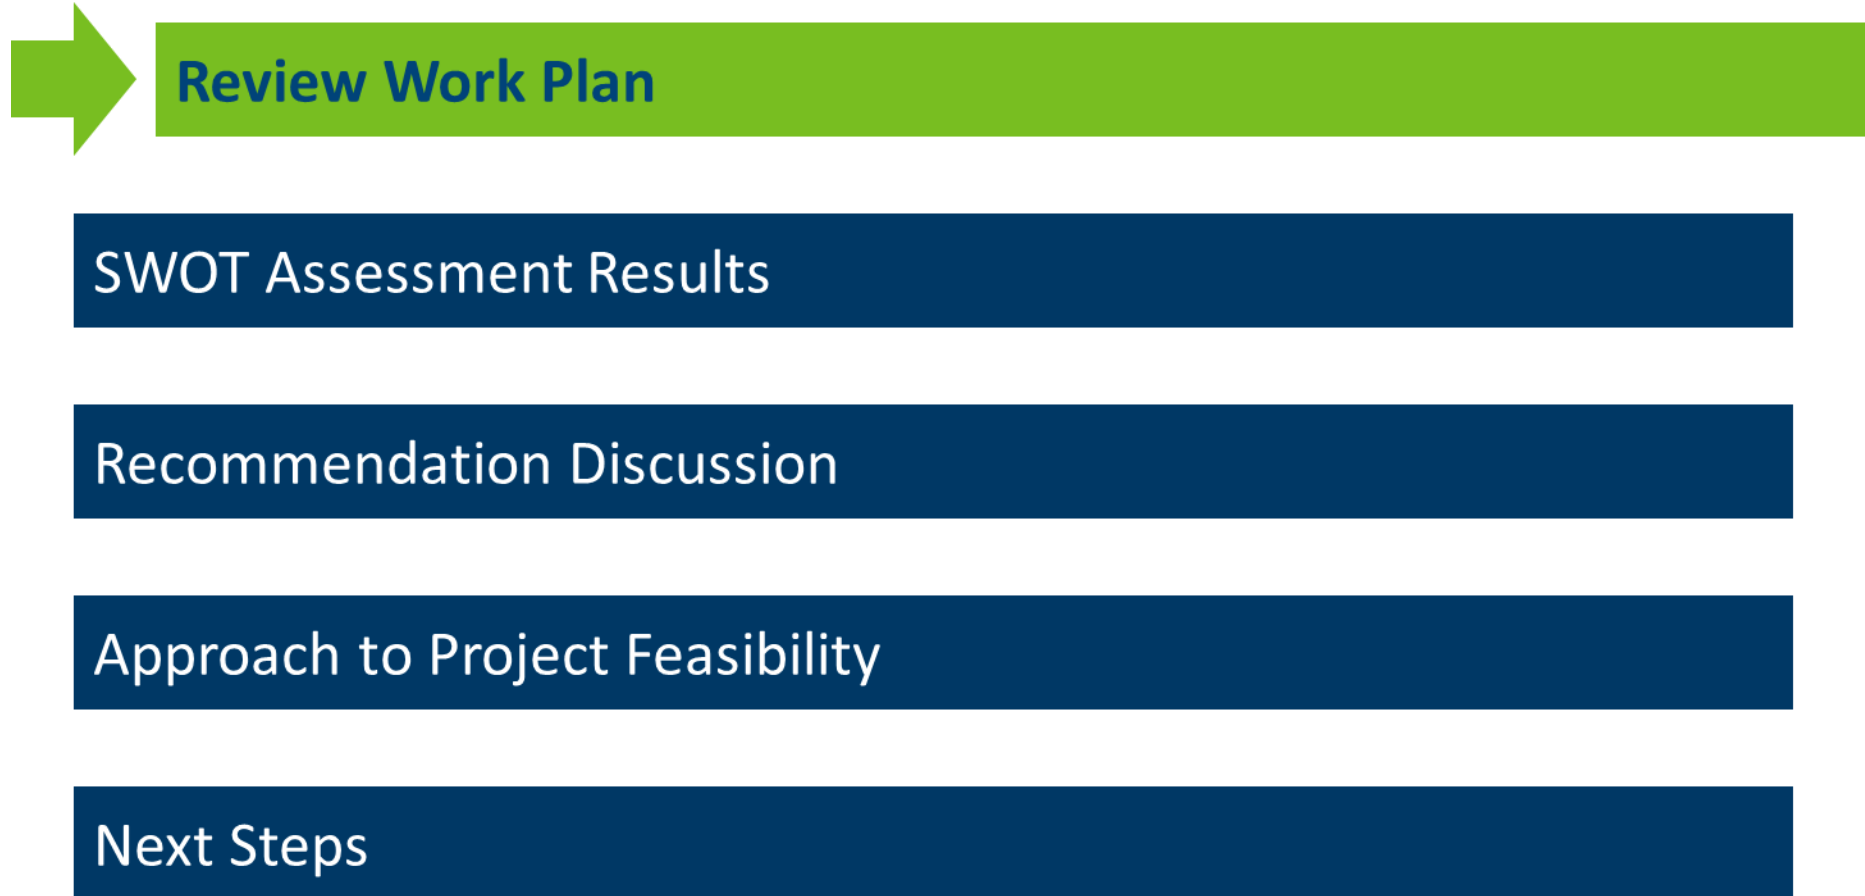 Review Work Plan
SWOT Assessment Results
Recommendation Discussion
Approach to Project Feasibility
Next Steps